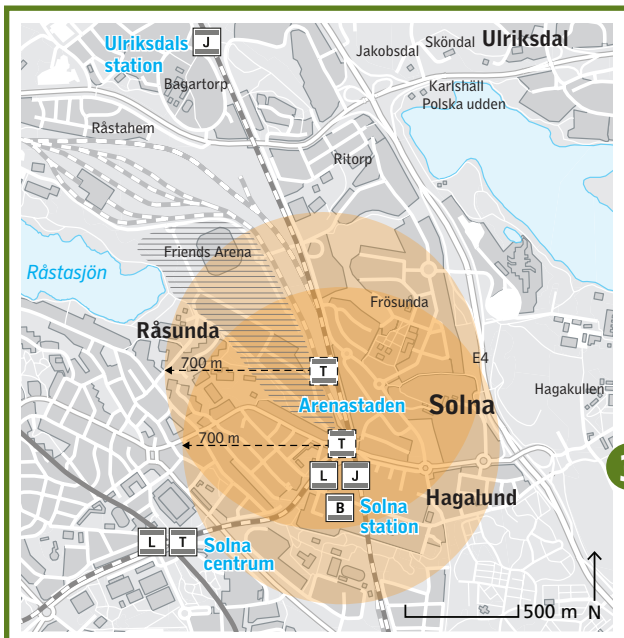 Ulriksdals
station
J
Jakobsdal
Sköndal
Ulriksdal
Bagartorp
Karlshäll
Polska udden
Råstahem
Ritorp
Friends Arena
Råstasjön
Frösunda
Råsunda
E4
700 m
T
Arenastaden
Solna
Hagakullen
700 m
T
L
J
Hagalund
B
Solna
station
L
T
Solna
centrum
500 m
N